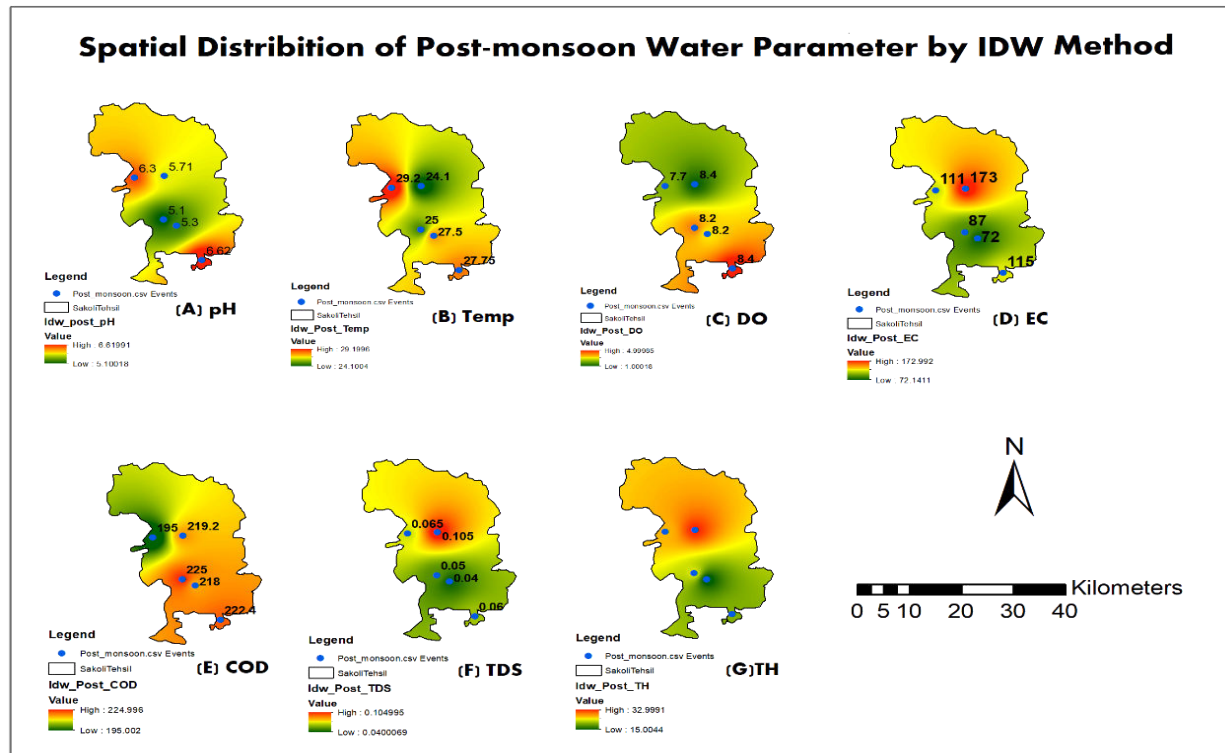 Spatial Distribition of Post-monsoon Water Parameter by IDW Method
6.3
5.71
5.1
5.3
6.62
Legend
Post_monsoon.csv Events
SakoliTehsil
Idw_post_pH
Value
High : 6.61991
Low : 5.10018
(A) pH
29.2
24.1
25
27.5
27.75
Legend
Post_monsoon.csv Events
SakoliTehsil
Idw_Post_Temp
Value
High : 29.1996
Low : 24.1004
(B) Temp
7.7
8.4
8.2
8.2
8.4
Legend
Post_monsoon.csv Events
SakoliTehsil
Idw_Post_DO
Value
High : 4.99995
Low : 1.00016
(C) DO
111
173
87
72
115
Legend
Post_monsoon.csv Events
SakoliTehsil
Idw_Post_EC
Value
High : 172.992
Low : 72.1411
(D) EC
195
219.2
225
218
222.4
Legend
Post_monsoon.csv Events
SakoliTehsil
Idw_Post_COD
Value
High : 224.996
Low : 195.002
(E) COD
0.065
0.105
0.05
0.04
0.06
Legend
Post_monsoon.csv Events
SakoliTehsil
Idw_Post_TDS
Value
High : 0.104995
Low : 0.0400069
(F) TDS
Legend
Post_monsoon.csv Events
SakoliTehsil
Idw_Post_TH
Value
High : 32.9991
Low : 15.0044
(G)TH
N
Kilometers
0 5 10 20 30 40